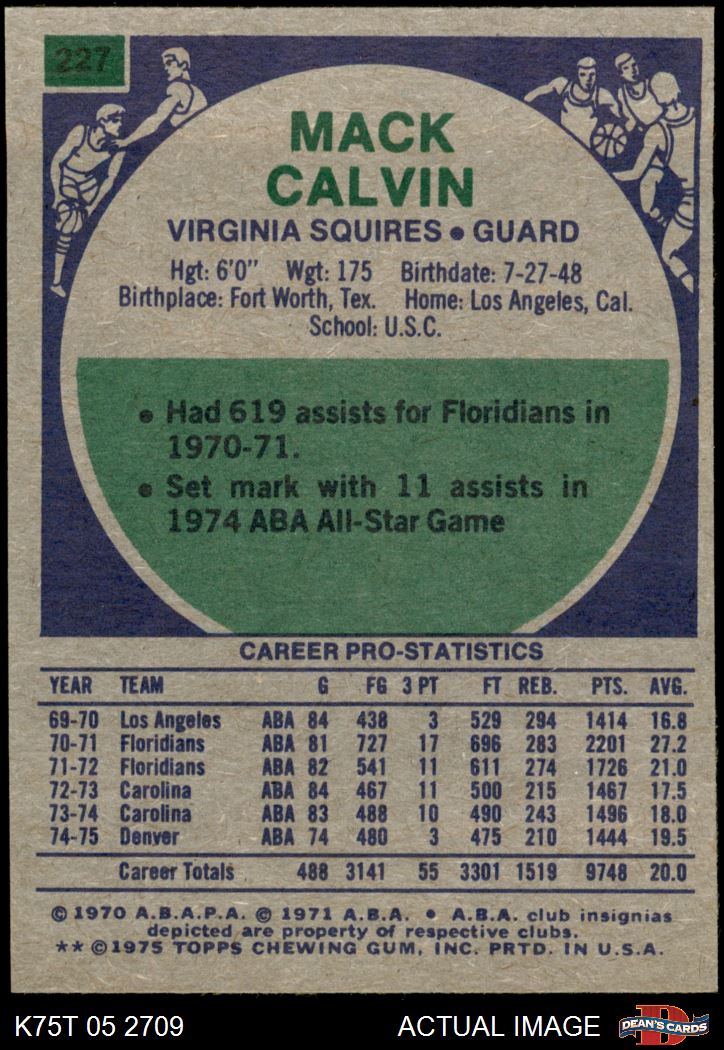 227
MACK
CALVIN
VIRGINIA SQUIRES • GUARD
Hgt: 6'0" Wgt: 175 Birthdate: 7-27-48
Birthplace: Fort Worth, Tex. Home: Los Angeles, Cal.
School: U.S.C.
• Had 619 assists for Floridians in
1970-71.
• Set mark with 11 assists in
1974 ABA All-Star Game
CAREER PRO-STATISTICS
YEAR TEAM G FG 3 PT FT REB. PTS. AVG.
69-70 Los Angeles ABA 84 438 3 529 294 1414 16.8
70-71 Floridians ABA 81 727 17 696 283 2201 27.2
71-72 Floridians ABA 82 541 11 611 274 1726 21.0
72-73 Carolina ABA 84 467 11 500 215 1467 17.5
73-74 Carolina ABA 83 488 10 490 243 1496 18.0
74-75 Denver ABA 74 480 3 475 210 1444 19.5
Career Totals 488 3141 55 3301 1519 9748 20.0
© 1970 A.B.A.P.A. © 1971 A.B.A. • A.B.A. club insignias
depicted are property of respective clubs.
** © 1975 TOPPS CHEWING GUM, INC. PRTD. IN U.S.A.
K75T 05 2709 ACTUAL IMAGE D DEAN'S CARDS